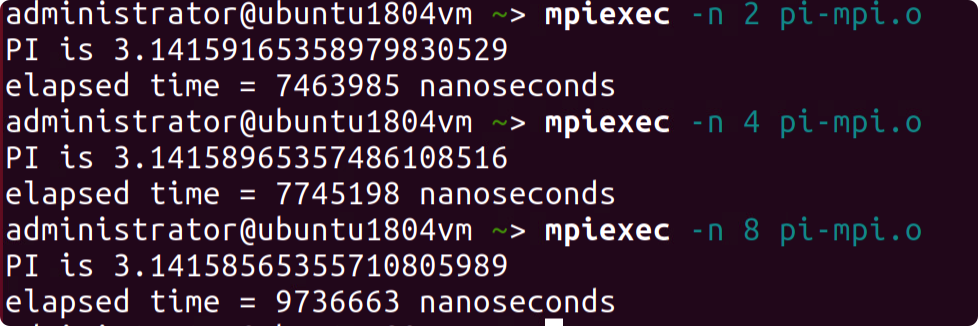 administrator@ubuntu1804vm ~> mpiexec -n 2 pi-mpi.o
PI is 3.14159165358979830529
elapsed time = 7463985 nanoseconds
administrator@ubuntu1804vm ~> mpiexec -n 4 pi-mpi.o
PI is 3.14158965357486108516
elapsed time = 7745198 nanoseconds
administrator@ubuntu1804vm ~> mpiexec -n 8 pi-mpi.o
PI is 3.14158565355710805989
elapsed time = 9736663 nanoseconds